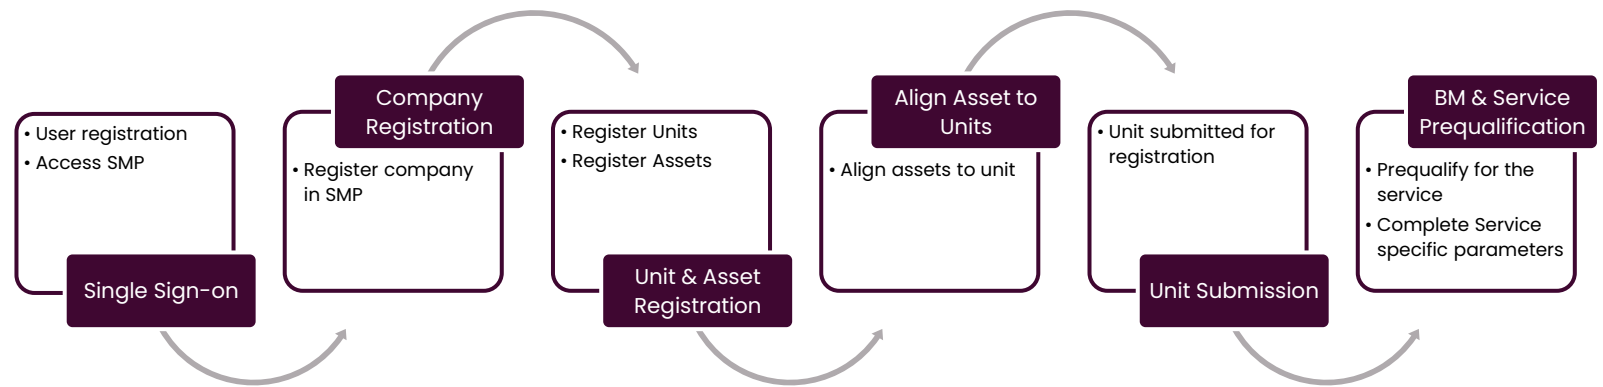 • User registration
• Access SMP
Single Sign-on
Company
Registration
• Register company
in SMP
• Register Units
• Register Assets
Unit & Asset
Registration
Align Asset to
Units
• Align assets to unit
• Unit submitted for
registration
Unit Submission
BM & Service
Prequalification
• Prequalify for the
service
• Complete Service
specific parameters